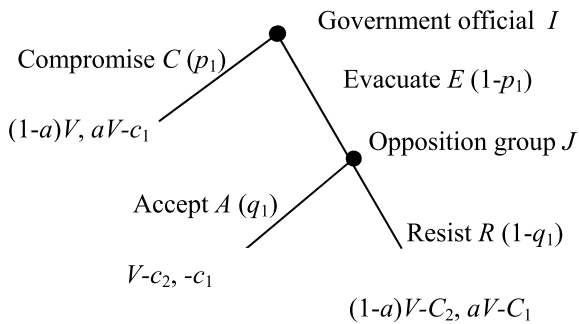 Government official I
Compromise C (p₁)
Evacuate E (1-p₁)
(1-a)V, aV-c₁
Opposition group J
Accept A (q₁)
Resist R (1-q₁)
V-c₂, -c₁
(1-a)V-C₂, aV-C₁